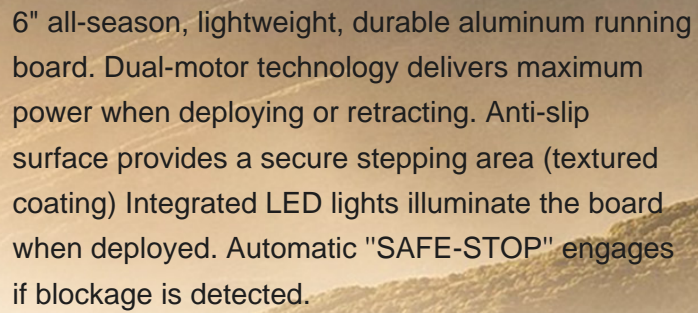 6" all-season, lightweight, durable aluminum running
board. Dual-motor technology delivers maximum
power when deploying or retracting. Anti-slip
surface provides a secure stepping area (textured
coating) Integrated LED lights illuminate the board
when deployed. Automatic "SAFE-STOP" engages
if blockage is detected.